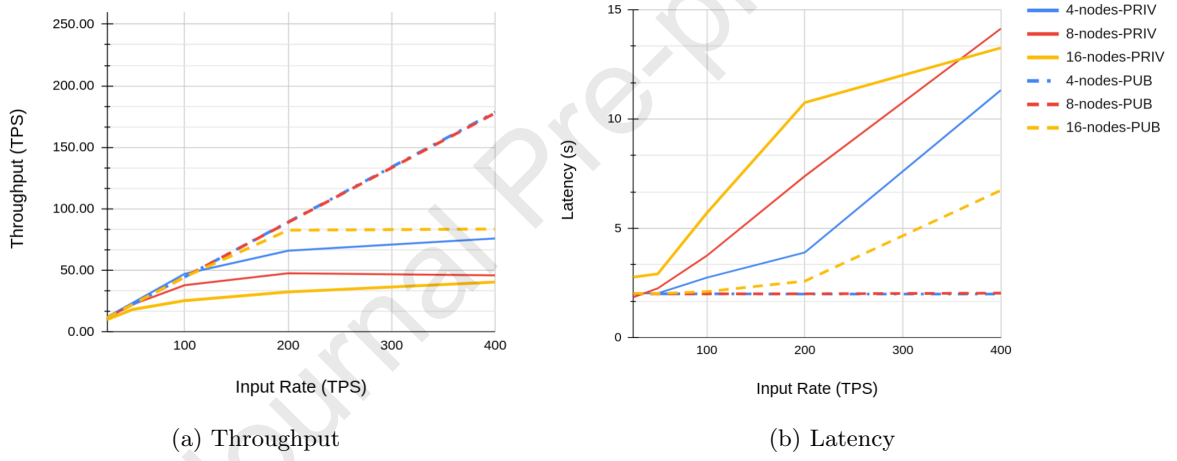 250.00
200.00
150.00
100.00
50.00
0.00
Throughput (TPS)
100
200
300
400
Input Rate (TPS)
(a) Throughput
15
10
5
0
Latency (s)
100
200
300
400
Input Rate (TPS)
(b) Latency
4-nodes-PRIV
8-nodes-PRIV
16-nodes-PRIV
4-nodes-PUB
8-nodes-PUB
16-nodes-PUB
Journal Pre-p